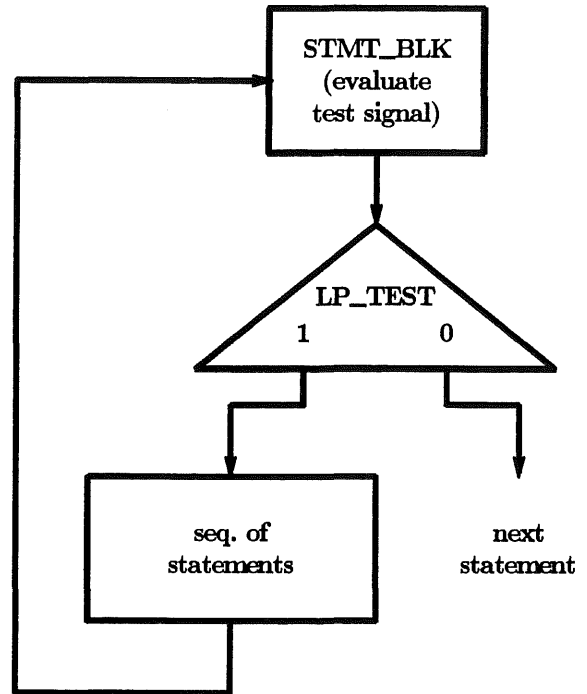 STMT_BLK
(evaluate
test signal)
LP_TEST
1 0
seq. of
statements
next
statement